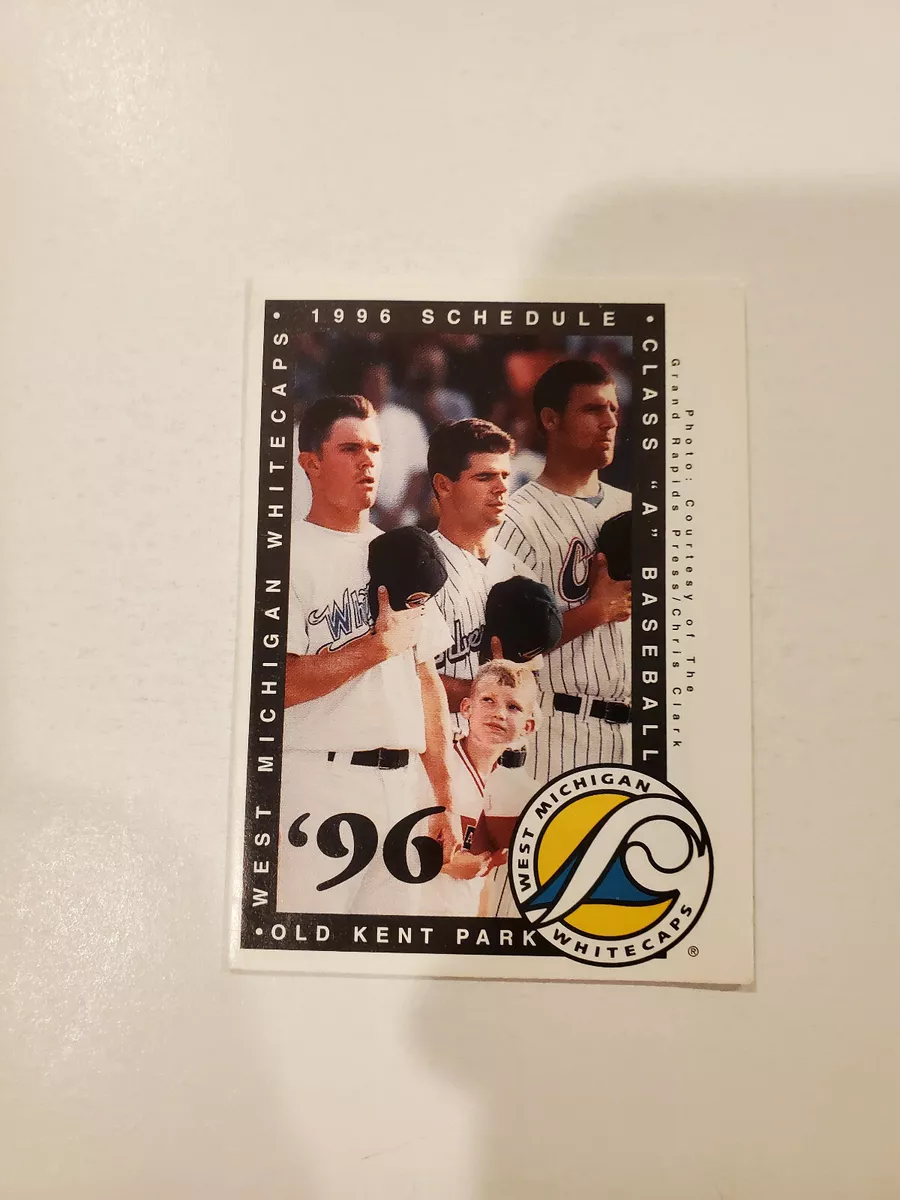 • 1996 SCHEDULE •
WEST MICHIGAN WHITECAPS
CLASS "A" BASEBALL
Photo: Courtesy of The
Grand Rapids Press/Chris Clark
'96
WEST MICHIGAN
WHITECAPS
®
•OLD KENT PARK